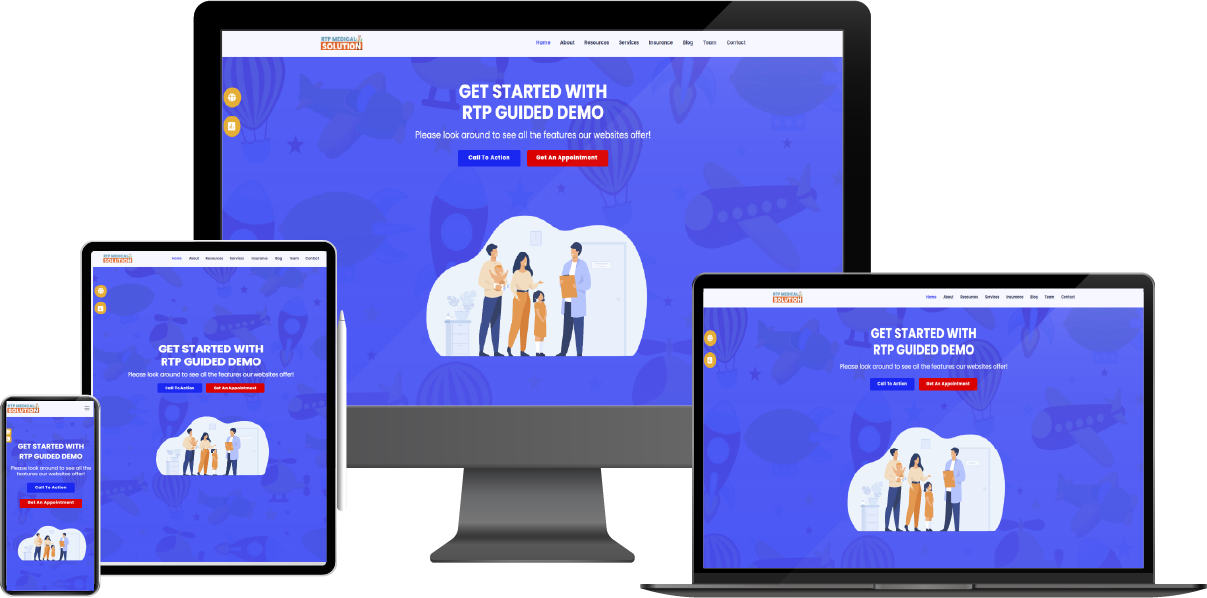 RTP MEDICAL
SOLUTION
Home About Resources Services Insurance Blog Team Contact
GET STARTED WITH
RTP GUIDED DEMO
Please look around to see all the features our websites offer!
Call To Action Get An Appointment
RTP MEDICAL
SOLUTION
Home About Resources Services Insurance Blog Team Contact
GET STARTED WITH
RTP GUIDED DEMO
Please look around to see all the features our websites offer!
Call To Action Get An Appointment
RTP MEDICAL
SOLUTION
Home About Resources Services Insurance Blog Team Contact
GET STARTED WITH
RTP GUIDED DEMO
Please look around to see all the features our websites offer!
Call To Action Get An Appointment
RTP MEDICAL
SOLUTION
GET STARTED WITH
RTP GUIDED DEMO
Please look around to see all the
features our websites offer!
Call To Action
Get An Appointment